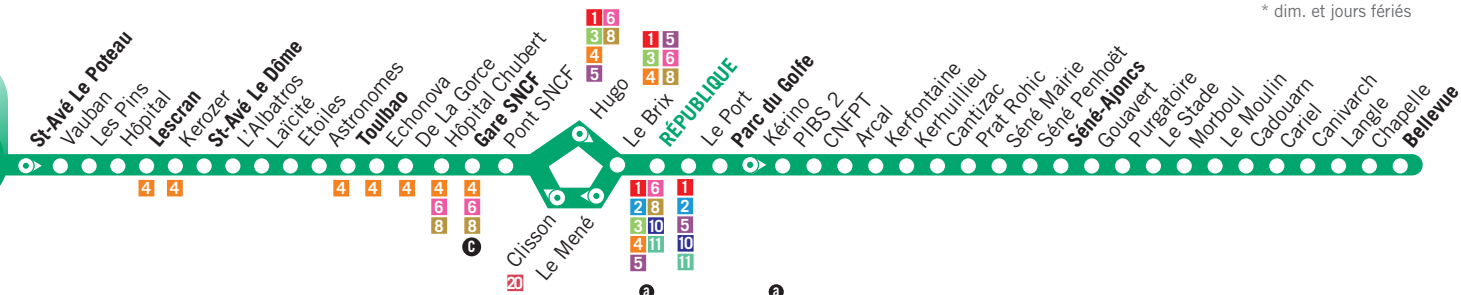 * dim. et jours fériés
1 6
3 8
4
5
1 5
3 6
4 8
St-Avé Le Poteau
Vauban
Les Pins
Hôpital
Lescran
Kerozer
St-Avé Le Dôme
L'Albatros
Laïcité
Etoiles
Astronomes
Toulbao
Echonova
De La Gorce
Hôpital Chubert
Gare SNCF
Pont SNCF
Hugo
Le Brix
RÉPUBLIQUE
Le Port
Parc du Golfe
Kérino
PIBS 2
CNFPT
Arcal
Kerfontaine
Kerhuillieu
Cantizac
Prat Rohic
Séné Mairie
Séné Penhoët
Séné-Ajoncs
Gouavert
Purgatoire
Le Stade
Morboul
Le Moulin
Cadouarn
Cariel
Canivarch
Langle
Chapelle
Bellevue
4
4
4
4
4
4
6
8
4
6
8
C
Clisson
20
Le Mené
1 6
2 8
3 10
4 11
5
1
2
5
10
11
a
a